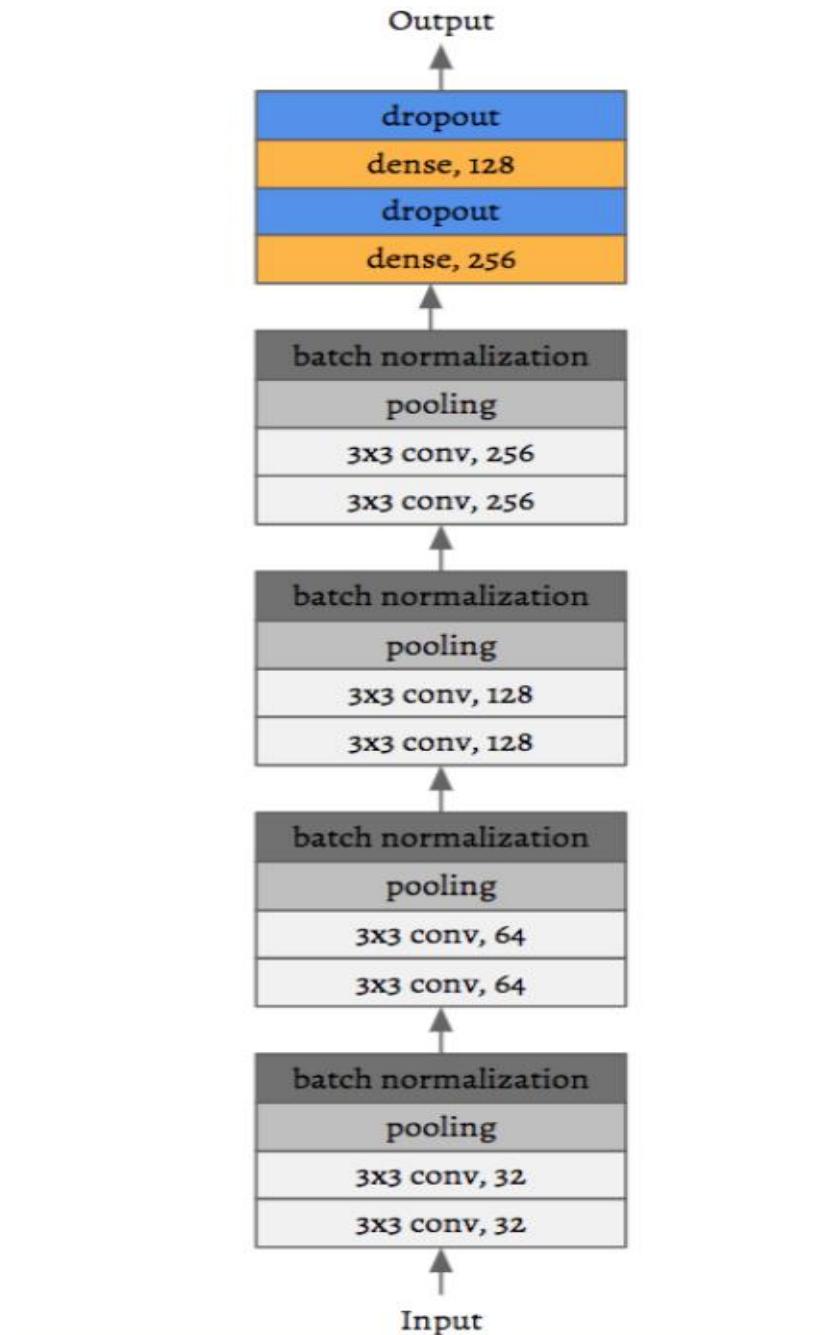 Output
dropout
dense, 128
dropout
dense, 256
batch normalization
pooling
3x3 conv, 256
3x3 conv, 256
batch normalization
pooling
3x3 conv, 128
3x3 conv, 128
batch normalization
pooling
3x3 conv, 64
3x3 conv, 64
batch normalization
pooling
3x3 conv, 32
3x3 conv, 32
Input